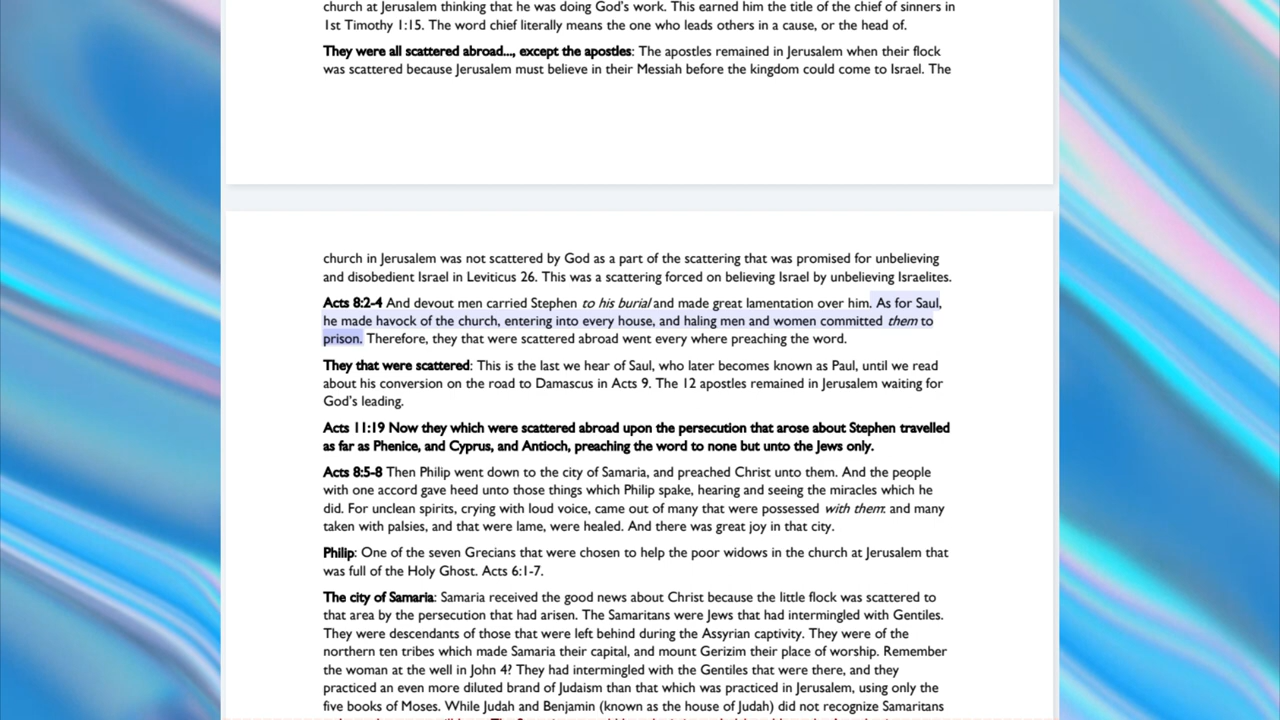 church at Jerusalem thinking that he was doing God's work. This earned him the title of the chief of sinners in
1st Timothy 1:15. The word chief literally means the one who leads others in a cause, or the head of.
They were all scattered abroad..., except the apostles: The apostles remained in Jerusalem when their flock
was scattered because Jerusalem must believe in their Messiah before the kingdom could come to Israel. The
church in Jerusalem was not scattered by God as a part of the scattering that was promised for unbelieving
and disobedient Israel in Leviticus 26. This was a scattering forced on believing Israel by unbelieving Israelites.
Acts 8:2-4 And devout men carried Stephen to his burial and made great lamentation over him. As for Saul,
he made havock of the church, entering into every house, and haling men and women committed them to
prison. Therefore, they that were scattered abroad went every where preaching the word.
They that were scattered: This is the last we hear of Saul, who later becomes known as Paul, until we read
about his conversion on the road to Damascus in Acts 9. The 12 apostles remained in Jerusalem waiting for
God's leading.
Acts 11:19 Now they which were scattered abroad upon the persecution that arose about Stephen travelled
as far as Phenice, and Cyprus, and Antioch, preaching the word to none but unto the Jews only.
Acts 8:5-8 Then Philip went down to the city of Samaria, and preached Christ unto them. And the people
with one accord gave heed unto those things which Philip spake, hearing and seeing the miracles which he
did. For unclean spirits, crying with loud voice, came out of many that were possessed with them: and many
taken with palsies, and that were lame, were healed. And there was great joy in that city.
Philip: One of the seven Grecians that were chosen to help the poor widows in the church at Jerusalem that
was full of the Holy Ghost. Acts 6:1-7.
The city of Samaria: Samaria received the good news about Christ because the little flock was scattered to
that area by the persecution that had arisen. The Samaritans were Jews that had intermingled with Gentiles.
They were descendants of those that were left behind during the Assyrian captivity. They were of the
northern ten tribes which made Samaria their capital, and mount Gerizim their place of worship. Remember
the woman at the well in John 4? They had intermingled with the Gentiles that were there, and they
practiced an even more diluted brand of Judaism than that which was practiced in Jerusalem, using only the
five books of Moses. While Judah and Benjamin (known as the house of Judah) did not recognize Samaritans